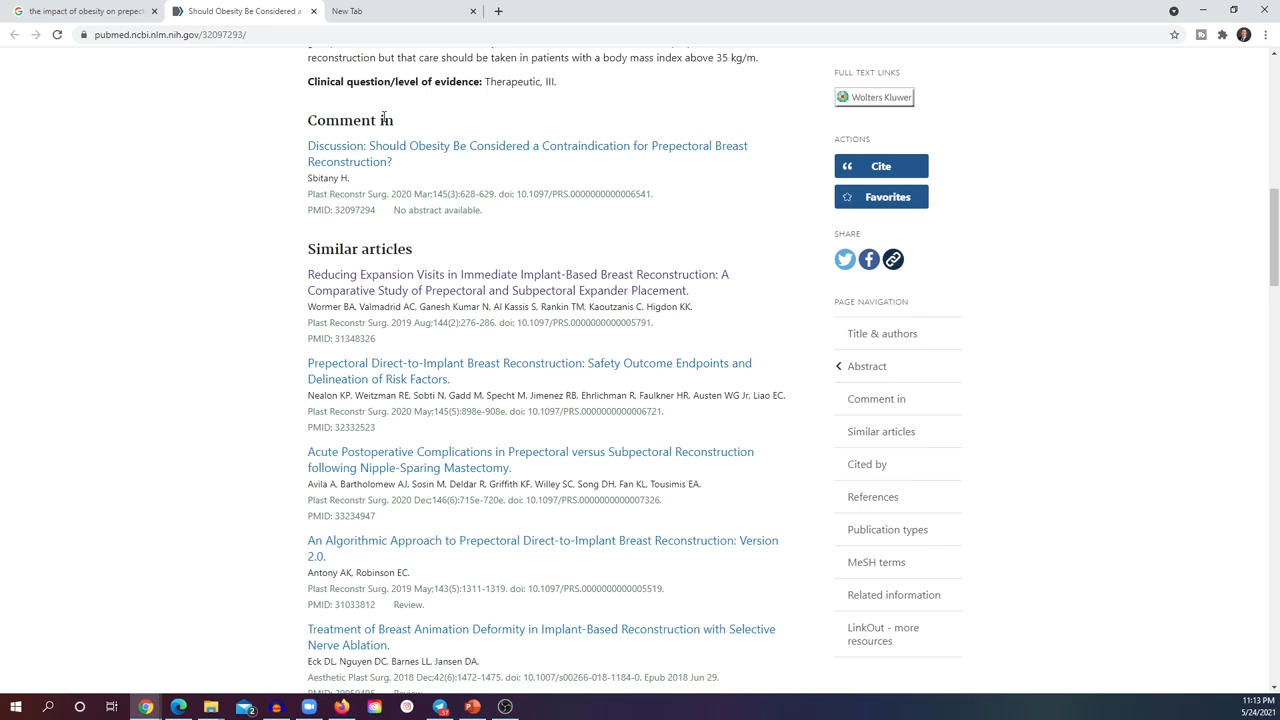 the impact of obesity on prepect
Should Obesity Be Considered a
New Tab
pubmed.ncbi.nlm.nih.gov/32097293/
reconstruction but that care should be taken in patients with a body mass index above 35 kg/m.
Clinical question/level of evidence: Therapeutic, III.
Comment in
Discussion: Should Obesity Be Considered a Contraindication for Prepectoral Breast
Reconstruction?
Sbitany H.
Plast Reconstr Surg. 2020 Mar;145(3):628-629. doi: 10.1097/PRS.0000000000006541.
PMID: 32097294 No abstract available.
Similar articles
Reducing Expansion Visits in Immediate Implant-Based Breast Reconstruction: A
Comparative Study of Prepectoral and Subpectoral Expander Placement.
Wormer BA, Valmadrid AC, Ganesh Kumar N, Al Kassis S, Rankin TM, Kaoutzanis C, Higdon KK.
Plast Reconstr Surg. 2019 Aug;144(2):276-286. doi: 10.1097/PRS.0000000000005791.
PMID: 31348326
Prepectoral Direct-to-Implant Breast Reconstruction: Safety Outcome Endpoints and
Delineation of Risk Factors.
Nealon KP, Weitzman RE, Sobti N, Gadd M, Specht M, Jimenez RB, Ehrlichman R, Faulkner HR, Austen WG Jr, Liao EC.
Plast Reconstr Surg. 2020 May;145(5):898e-908e. doi: 10.1097/PRS.0000000000006721.
PMID: 32332523
Acute Postoperative Complications in Prepectoral versus Subpectoral Reconstruction
following Nipple-Sparing Mastectomy.
Avila A, Bartholomew AJ, Sosin M, Deldar R, Griffith KF, Willey SC, Song DH, Fan KL, Tousimis EA.
Plast Reconstr Surg. 2020 Dec;146(6):715e-720e. doi: 10.1097/PRS.0000000000007326.
PMID: 33234947
An Algorithmic Approach to Prepectoral Direct-to-Implant Breast Reconstruction: Version
2.0.
Antony AK, Robinson EC.
Plast Reconstr Surg. 2019 May;143(5):1311-1319. doi: 10.1097/PRS.0000000000005519.
PMID: 31033812 Review.
Treatment of Breast Animation Deformity in Implant-Based Reconstruction with Selective
Nerve Ablation.
Eck DL, Nguyen DC, Barnes LL, Jansen DA.
Aesthetic Plast Surg. 2018 Dec;42(6):1472-1475. doi: 10.1007/s00266-018-1184-0. Epub 2018 Jun 29.
FULL TEXT LINKS
Wolters Kluwer
ACTIONS
Cite
Favorites
SHARE
PAGE NAVIGATION
Title & authors
Abstract
Comment in
Similar articles
Cited by
References
Publication types
MeSH terms
Related information
LinkOut - more
resources
11:13 PM
5/24/2021